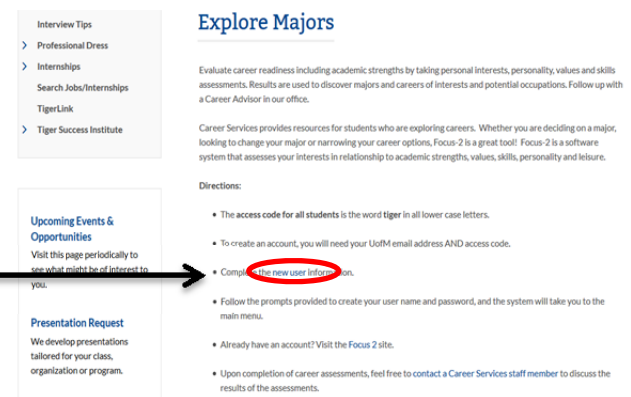 Interview Tips
Professional Dress
Internships
Search Jobs/Internships
TigerLink
Tiger Success Institute
Upcoming Events &
Opportunities
Visit this page periodically to
see what might be of interest to
you.
Presentation Request
We develop presentations
tailored for your class,
organization or program.
Explore Majors
Evaluate career readiness including academic strengths by taking personal interests, personality, values and skills
assessments. Results are used to discover majors and careers of interests and potential occupations. Follow up with
a Career Advisor in our office.
Career Services provides resources for students who are exploring careers. Whether you are deciding on a major,
looking to change your major or narrowing your career options, Focus-2 is a great tool! Focus-2 is a software
system that assesses your interests in relationship to academic strengths, values, skills, personality and leisure.
Directions:
• The access code for all students is the word tiger in all lower case letters.
• To create an account, you will need your UofM email address AND access code.
• Complete the new user information.
• Follow the prompts provided to create your user name and password, and the system will take you to the
main menu.
• Already have an account? Visit the Focus 2 site.
• Upon completion of career assessments, feel free to contact a Career Services staff member to discuss the
results of the assessments.